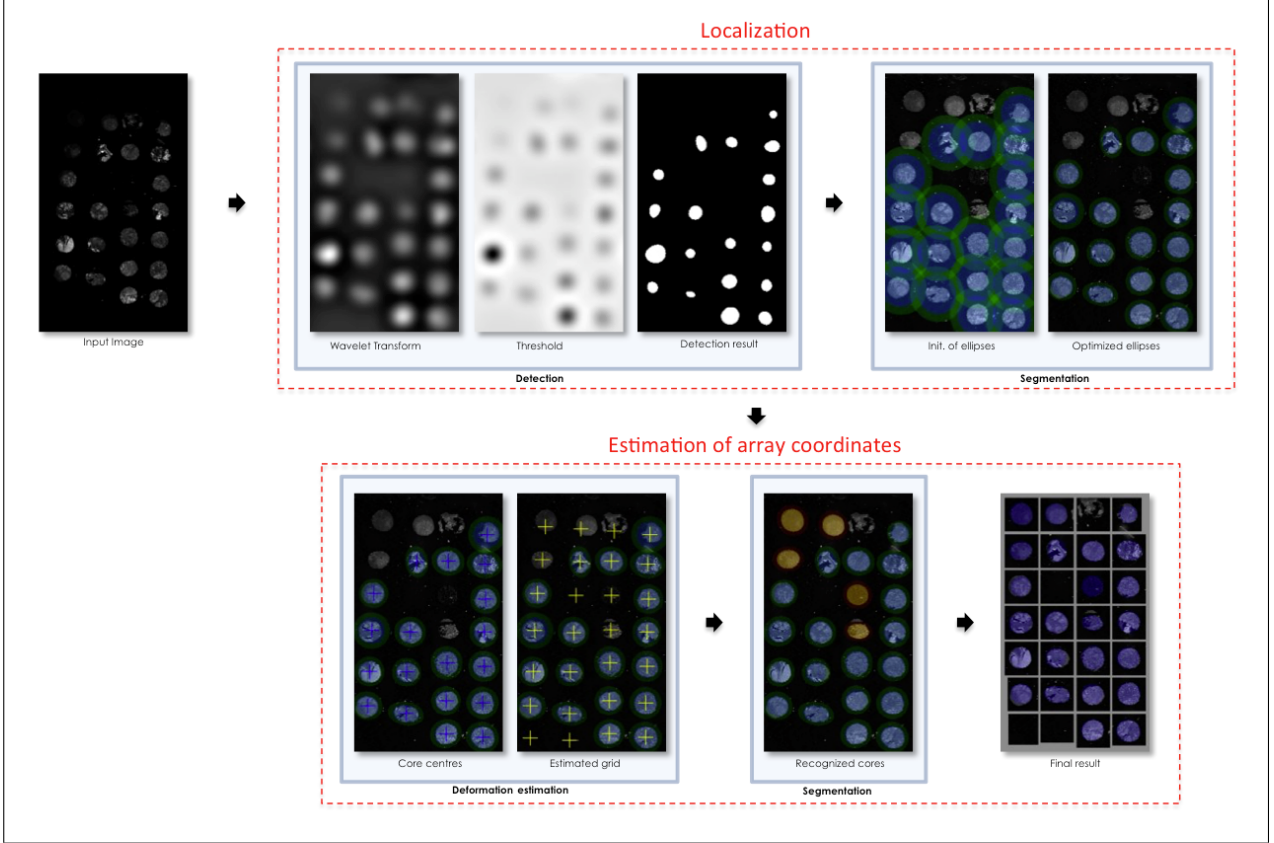 Localization
Input Image
Wavelet Transform
Threshold
Detection result
Detection
Init. of ellipses
Optimized ellipses
Segmentation
Estimation of array coordinates
Core centres
Estimated grid
Deformation estimation
Recognized cores
Segmentation
Final result